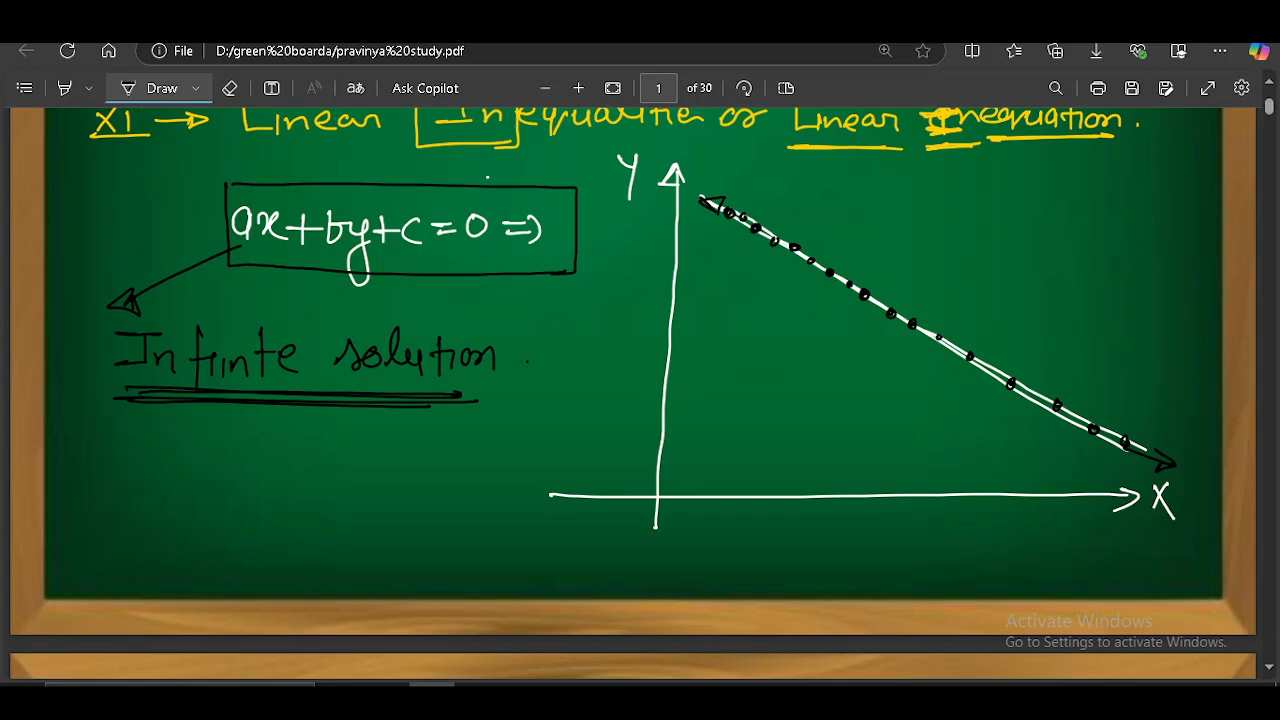 File D:/green%20boarda/pravinya%20study.pdf
Draw Ask Copilot 1 of 30
XI → Linear Inequalities or Linear Inequation.
Y
ax+by+c=0 ⇒
Infinte solution.
X
Activate Windows
Go to Settings to activate Windows.